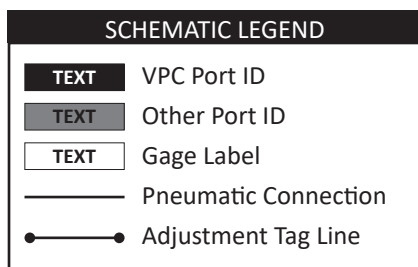 SCHEMATIC LEGEND
TEXT VPC Port ID
TEXT Other Port ID
TEXT Gage Label
Pneumatic Connection
Adjustment Tag Line